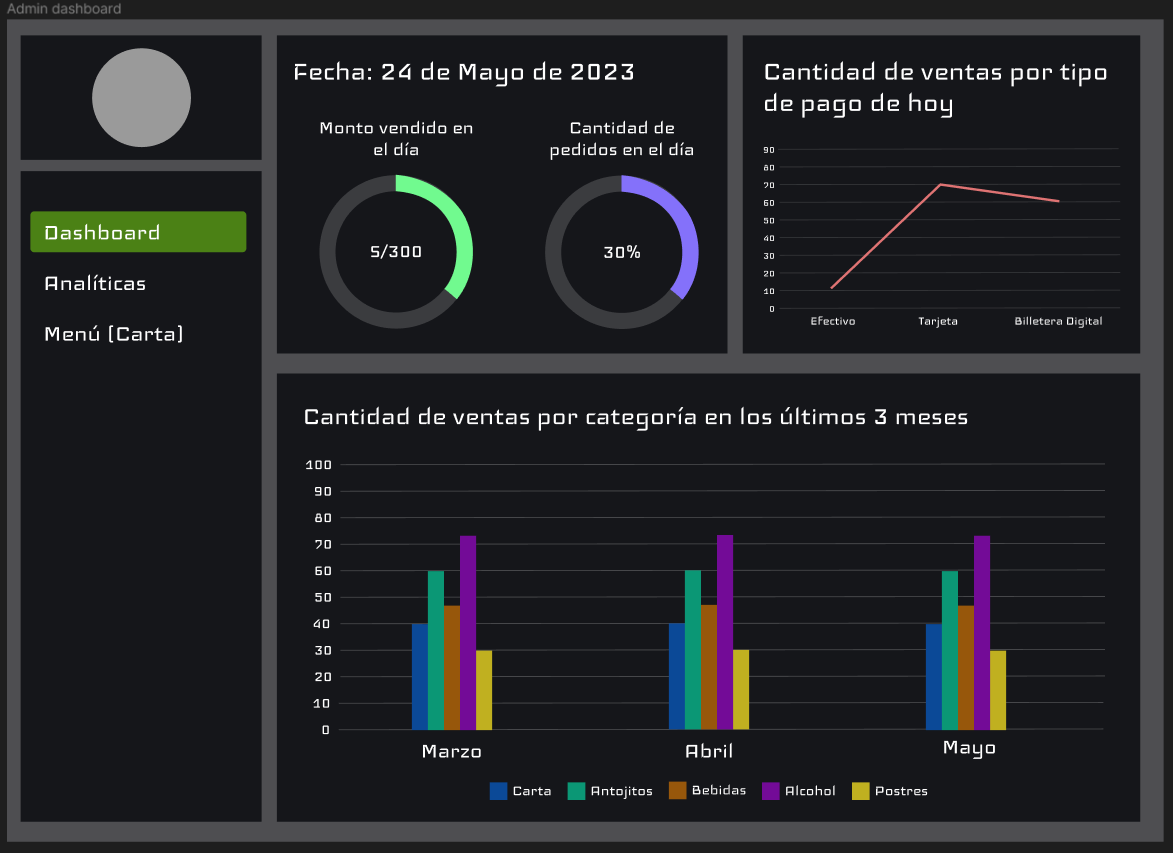 Admin dashboard
Dashboard
Analíticas
Menú (Carta)
Fecha: 24 de Mayo de 2023
Monto vendido en
el día
5/300
Cantidad de
pedidos en el día
30%
Cantidad de ventas por tipo
de pago de hoy
90
80
70
60
50
40
30
20
10
0
Efectivo
Tarjeta
Billetera Digital
Cantidad de ventas por categoría en los últimos 3 meses
100
90
80
70
60
50
40
30
20
10
0
Marzo
Abril
Mayo
Carta
Antojitos
Bebidas
Alcohol
Postres